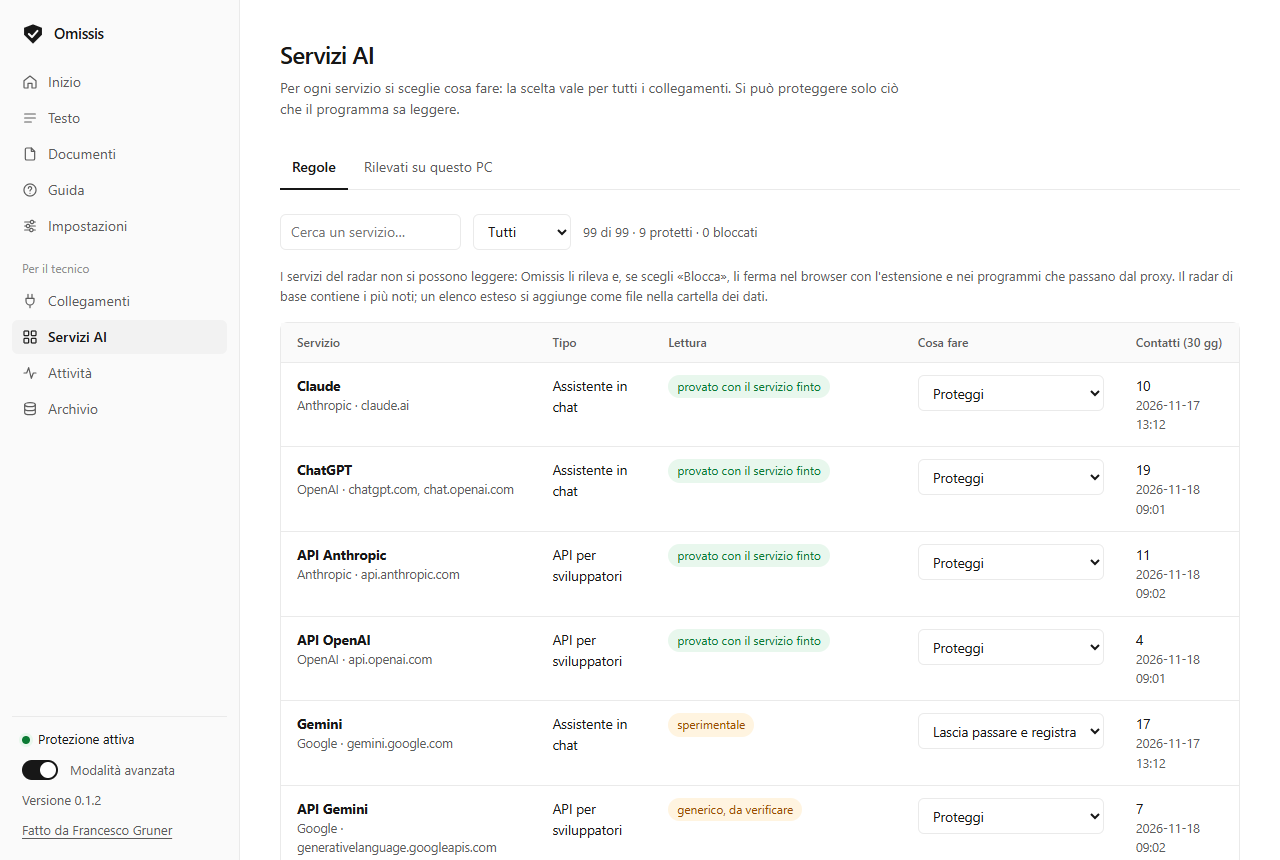 Omissis
Inizio
Testo
Documenti
Guida
Impostazioni
Per il tecnico
Collegamenti
Servizi AI
Attività
Archivio
Protezione attiva
Modalità avanzata
Versione 0.1.2
Fatto da Francesco Gruner
Servizi AI
Per ogni servizio si sceglie cosa fare: la scelta vale per tutti i collegamenti. Si può proteggere solo ciò
che il programma sa leggere.
Regole Rilevati su questo PC
Cerca un servizio... Tutti 99 di 99 · 9 protetti · 0 bloccati
I servizi del radar non si possono leggere: Omissis li rileva e, se scegli «Blocca», li ferma nel browser con l'estensione e nei programmi che passano dal proxy. Il radar di
base contiene i più noti; un elenco esteso si aggiunge come file nella cartella dei dati.
Servizio Tipo Lettura Cosa fare Contatti (30 gg)
Claude
Anthropic · claude.ai
Assistente in
chat
provato con il servizio finto
Proteggi
10
2026-11-17
13:12
ChatGPT
OpenAI · chatgpt.com, chat.openai.com
Assistente in
chat
provato con il servizio finto
Proteggi
19
2026-11-18
09:01
API Anthropic
Anthropic · api.anthropic.com
API per
sviluppatori
provato con il servizio finto
Proteggi
11
2026-11-18
09:02
API OpenAI
OpenAI · api.openai.com
API per
sviluppatori
provato con il servizio finto
Proteggi
4
2026-11-18
09:01
Gemini
Google · gemini.google.com
Assistente in
chat
sperimentale
Lascia passare e registra
17
2026-11-17
13:12
API Gemini
Google ·
generativelanguage.googleapis.com
API per
sviluppatori
generico, da verificare
Proteggi
7
2026-11-18
09:02